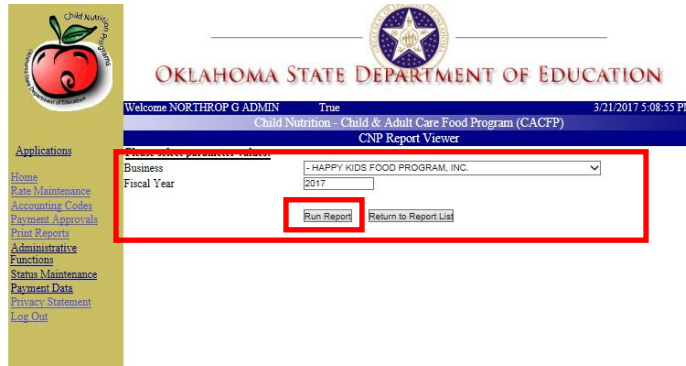 Child Nutrition Programs
Oklahoma State Department of Education
OKLAHOMA STATE DEPARTMENT OF EDUCATION
Welcome NORTHROP G ADMIN True 3/21/2017 5:08:55 P
Child Nutrition - Child & Adult Care Food Program (CACFP)
CNP Report Viewer
Applications
Please select parameter values.
Business - HAPPY KIDS FOOD PROGRAM, INC.
Home
Fiscal Year 2017
Rate Maintenance
Accounting Codes
Payment Approvals
Run Report Return to Report List
Print Reports
Administrative
Functions
Status Maintenance
Payment Data
Privacy Statement
Log Out